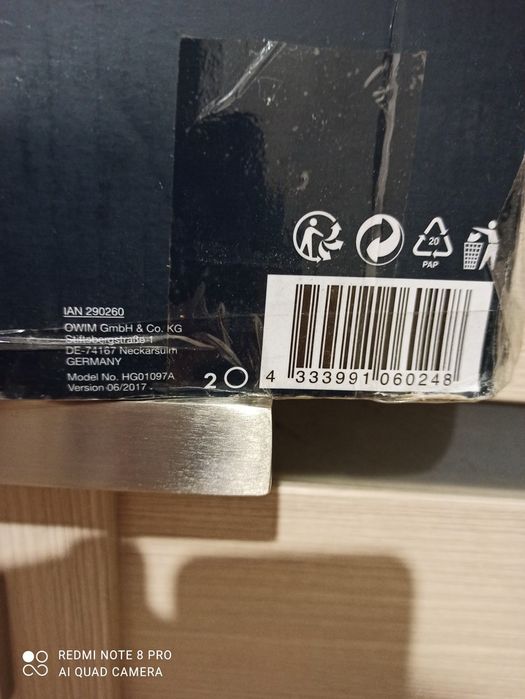 20
PAP
IAN 290260
OWIM GmbH & Co. KG
Stiftsbergstraße 1
DE-74167 Neckarsulm
GERMANY
Model No. HG01097A
Version 06/2017
2
4 333991 060248
REDMI NOTE 8 PRO
AI QUAD CAMERA